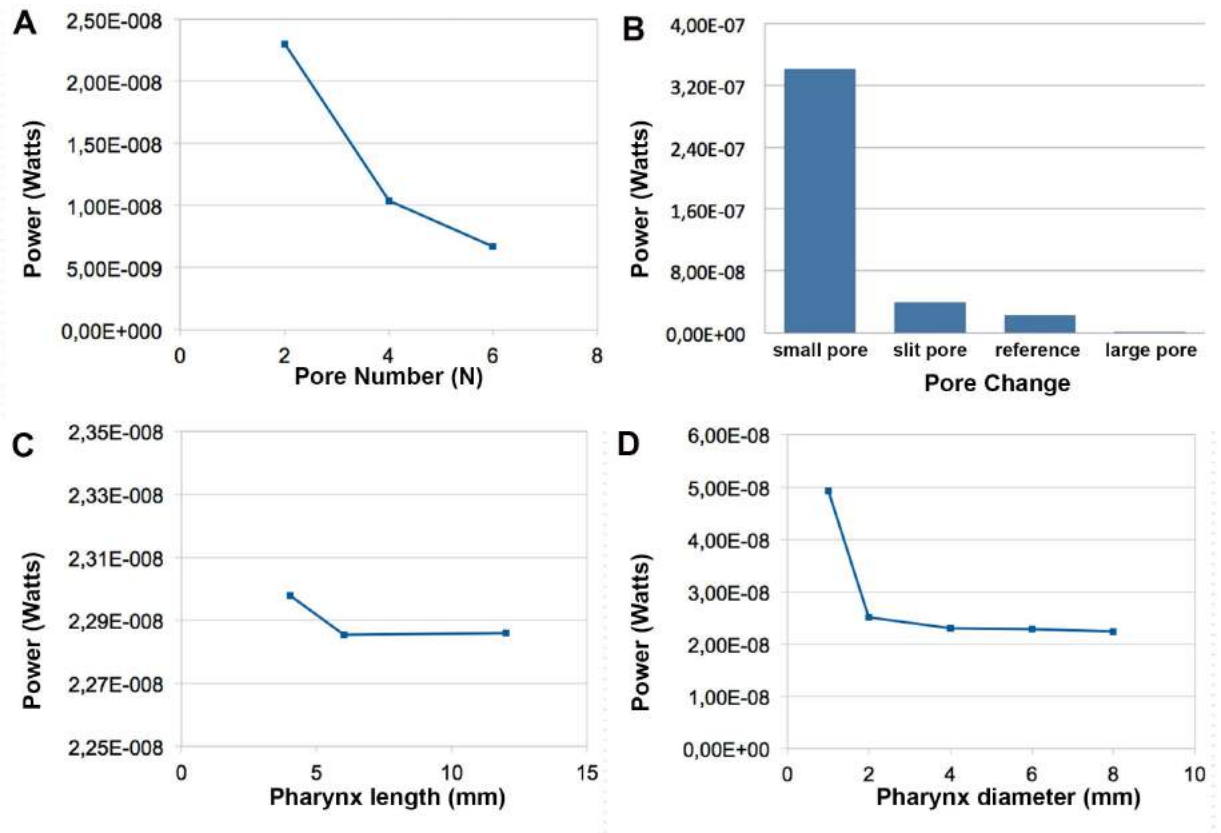 A
Power (Watts)
2,50E-008
2,00E-008
1,50E-008
1,00E-008
5,00E-009
0,00E+000
0 2 4 6 8
Pore Number (N)
B
Power (Watts)
4,00E-07
3,20E-07
2,40E-07
1,60E-07
8,00E-08
0,00E+00
small pore slit pore reference large pore
Pore Change
C
Power (Watts)
2,35E-008
2,33E-008
2,31E-008
2,29E-008
2,27E-008
2,25E-008
0 5 10 15
Pharynx length (mm)
D
Power (Watts)
6,00E-08
5,00E-08
4,00E-08
3,00E-08
2,00E-08
1,00E-08
0,00E+00
0 2 4 6 8 10
Pharynx diameter (mm)